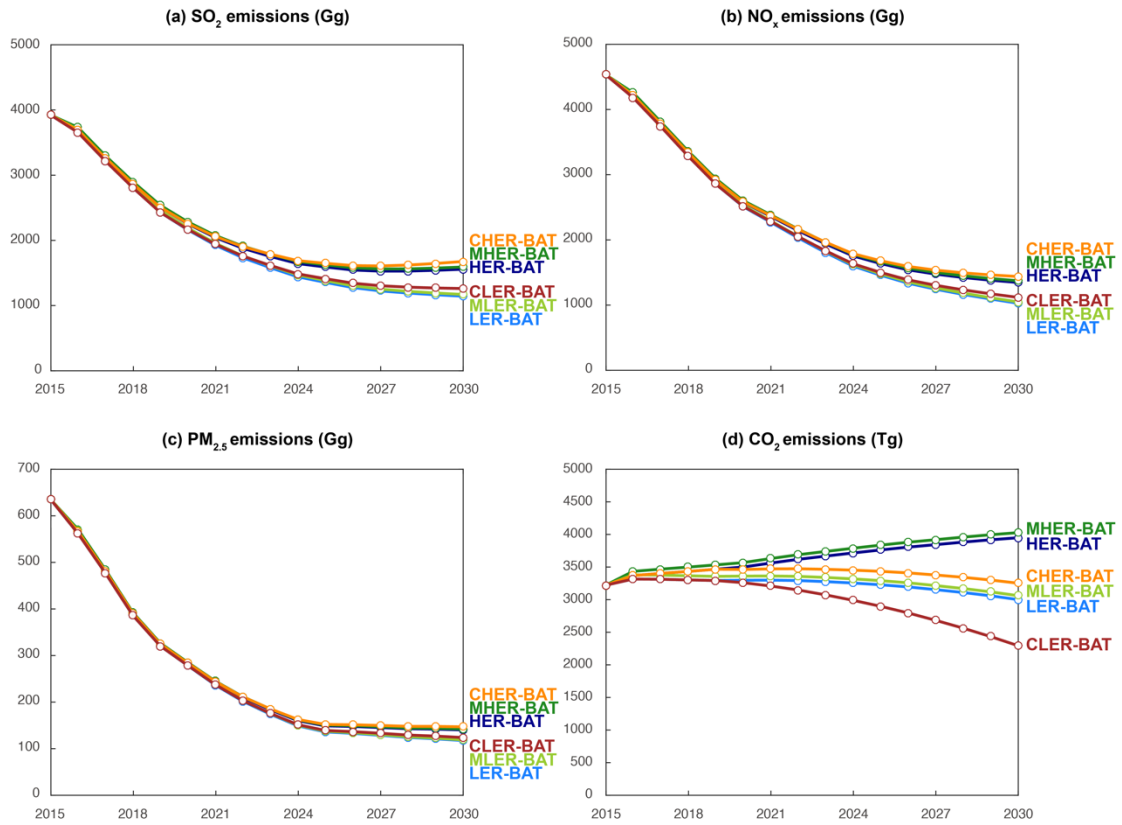 (a) SO2 emissions (Gg)
5000
4000
3000
2000
1000
0
2015 2018 2021 2024 2027 2030
CHER-BAT
MHER-BAT
HER-BAT
CLER-BAT
MLER-BAT
LER-BAT
(b) NOx emissions (Gg)
5000
4000
3000
2000
1000
0
2015 2018 2021 2024 2027 2030
CHER-BAT
MHER-BAT
HER-BAT
CLER-BAT
MLER-BAT
LER-BAT
(c) PM2.5 emissions (Gg)
700
600
500
400
300
200
100
0
2015 2018 2021 2024 2027 2030
CHER-BAT
MHER-BAT
HER-BAT
CLER-BAT
MLER-BAT
LER-BAT
(d) CO2 emissions (Tg)
5000
4500
4000
3500
3000
2500
2000
1500
1000
500
0
2015 2018 2021 2024 2027 2030
MHER-BAT
HER-BAT
CHER-BAT
MLER-BAT
LER-BAT
CLER-BAT